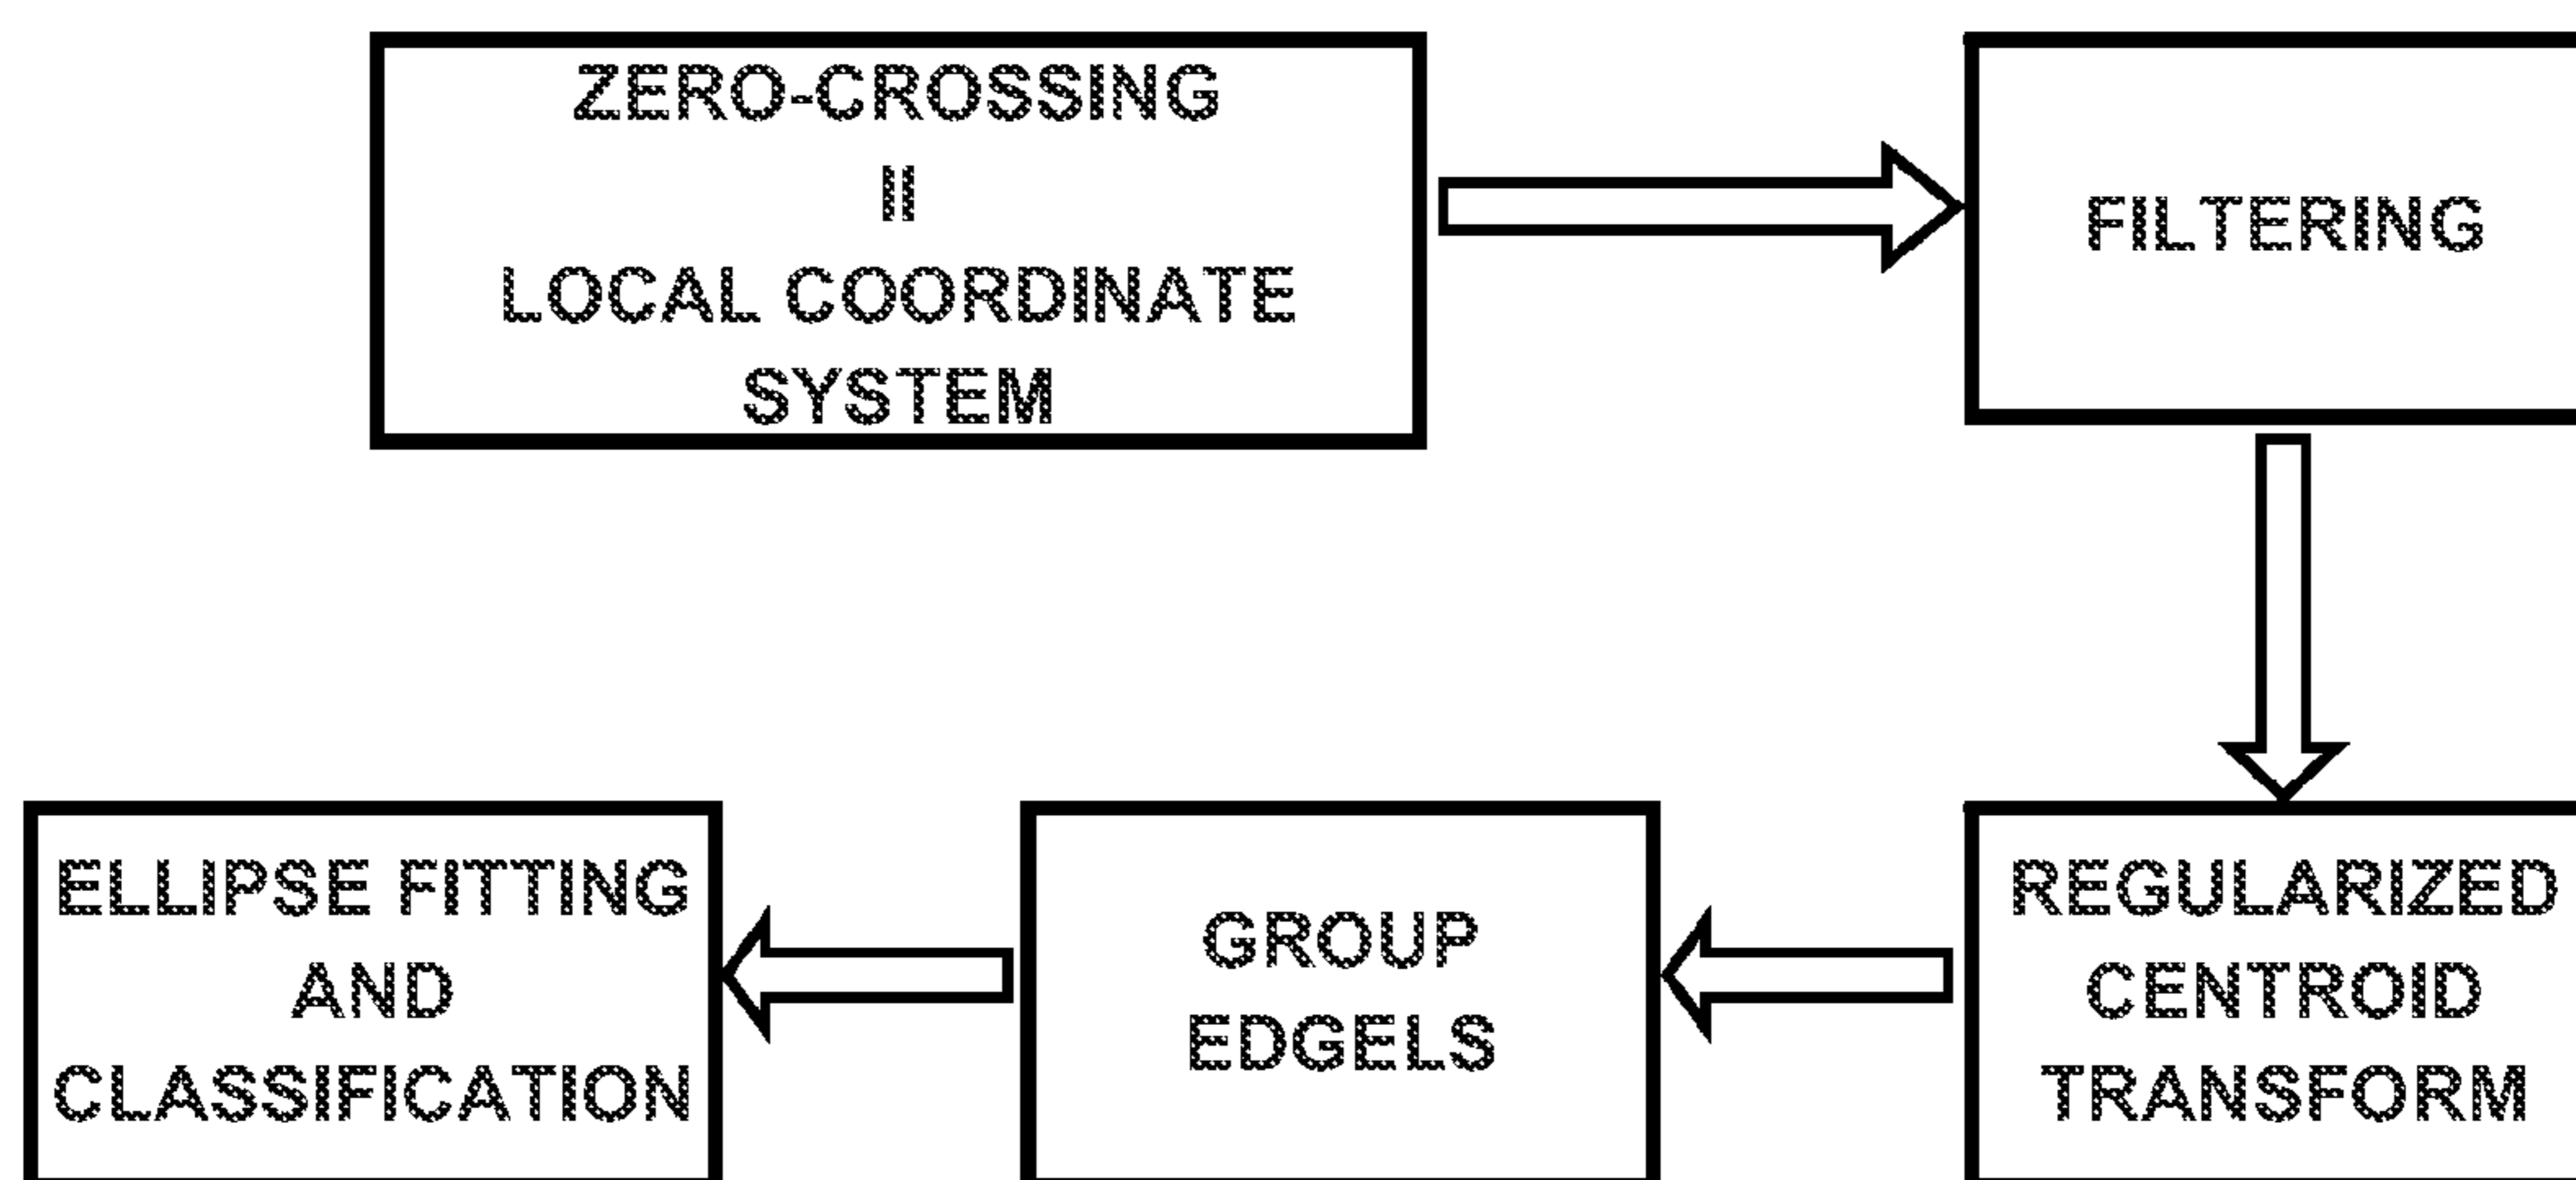 ZERO-CROSSING
II
LOCAL COORDINATE
SYSTEM
FILTERING
REGULARIZED
CENTROID
TRANSFORM
GROUP
EDGELS
ELLIPSE FITTING
AND
CLASSIFICATION